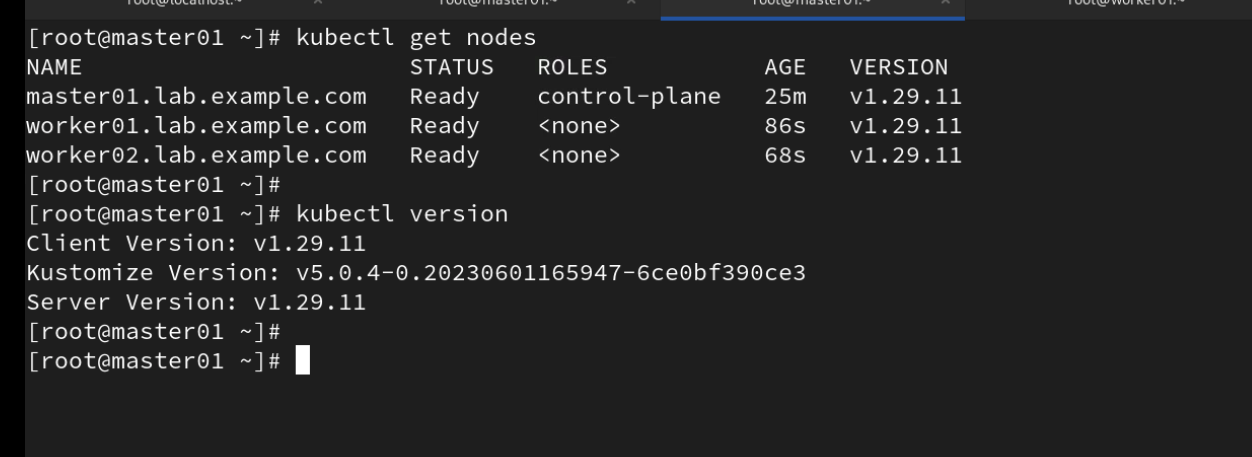 root@localhost:~ × root@master01:~ × root@master01:~ × root@worker01:~
[root@master01 ~]# kubectl get nodes
NAME STATUS ROLES AGE VERSION
master01.lab.example.com Ready control-plane 25m v1.29.11
worker01.lab.example.com Ready <none> 86s v1.29.11
worker02.lab.example.com Ready <none> 68s v1.29.11
[root@master01 ~]#
[root@master01 ~]# kubectl version
Client Version: v1.29.11
Kustomize Version: v5.0.4-0.20230601165947-6ce0bf390ce3
Server Version: v1.29.11
[root@master01 ~]#
[root@master01 ~]#